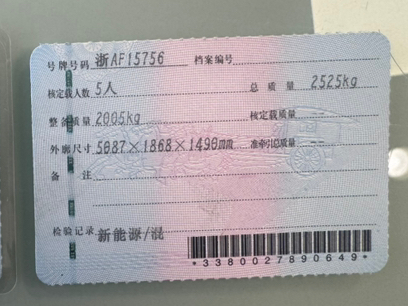 号牌号码 浙AF15756 档案编号
核定载人数 5人 总质量 2525kg
整备质量 2005kg 核定载质量 --
外廓尺寸 5087×1868×1490mm 准牵引总质量 --
备注
检验记录 新能源/混
*3380027890649*